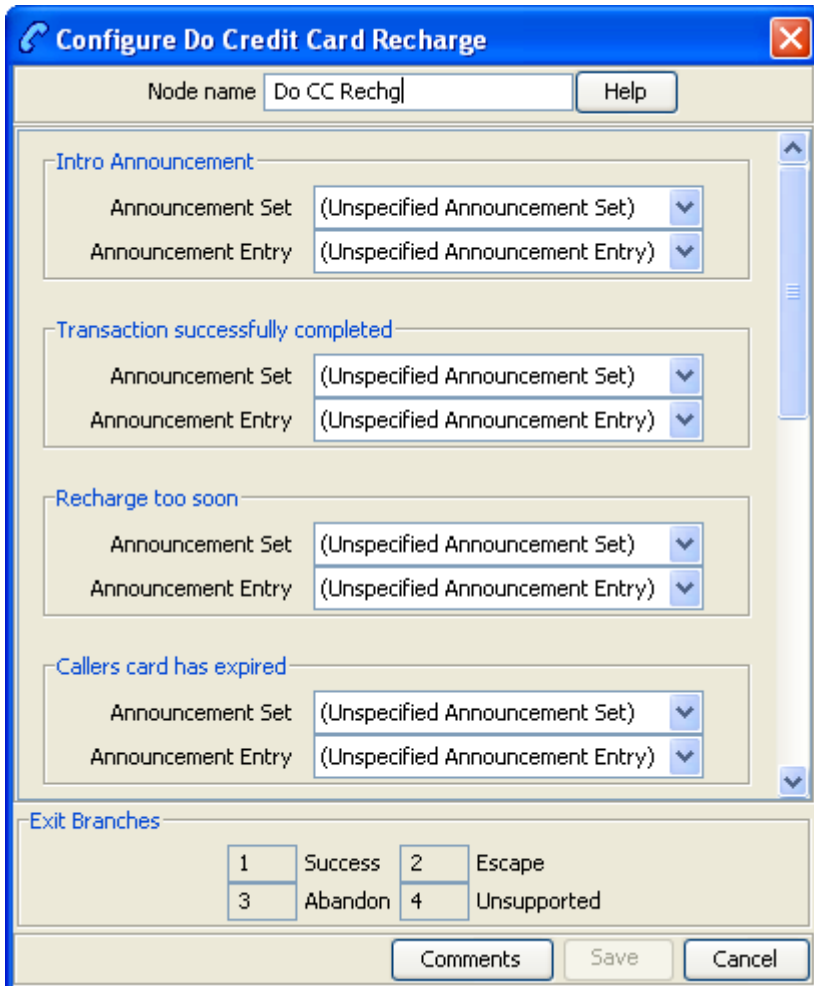 Configure Do Credit Card Recharge
Node name Do CC Rechg Help
Intro Announcement
Announcement Set (Unspecified Announcement Set)
Announcement Entry (Unspecified Announcement Entry)
Transaction successfully completed
Announcement Set (Unspecified Announcement Set)
Announcement Entry (Unspecified Announcement Entry)
Recharge too soon
Announcement Set (Unspecified Announcement Set)
Announcement Entry (Unspecified Announcement Entry)
Callers card has expired
Announcement Set (Unspecified Announcement Set)
Announcement Entry (Unspecified Announcement Entry)
Exit Branches
1 Success 2 Escape
3 Abandon 4 Unsupported
Comments Save Cancel